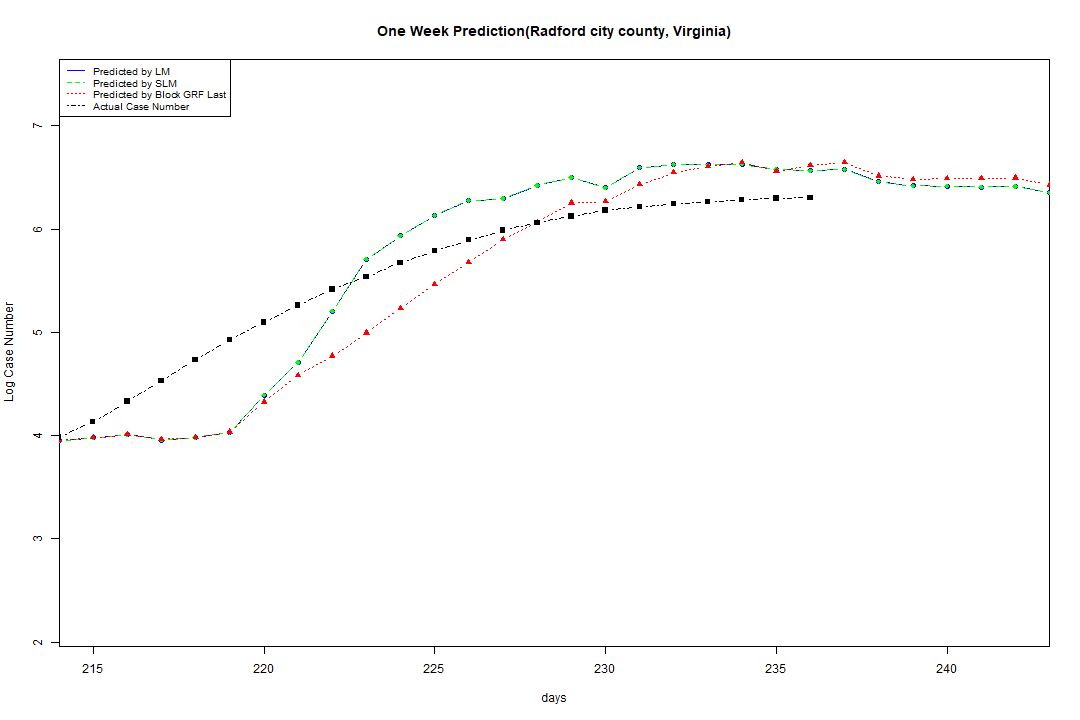 One Week Prediction(Radford city county, Virginia)
Predicted by LM
Predicted by SLM
Predicted by Block GRF Last
Actual Case Number
7
6
5
4
3
2
Log Case Number
215 220 225 230 235 240
days